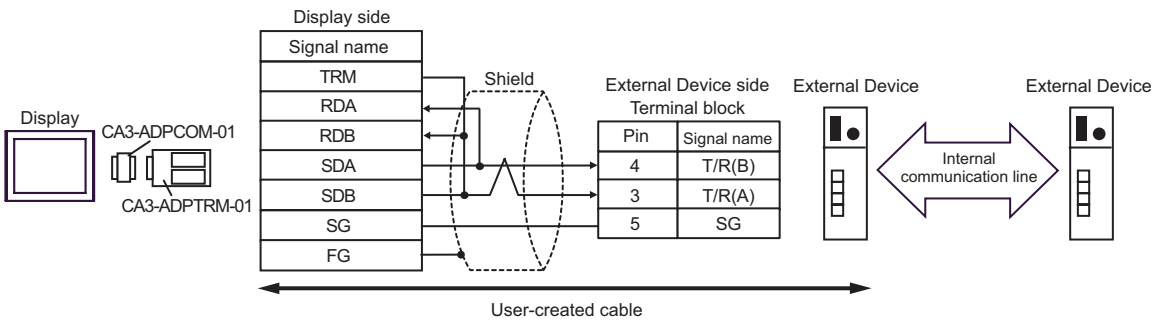 Display side
Signal name
TRM
RDA
RDB
SDA
SDB
SG
FG
Shield
External Device side
Terminal block
Pin
Signal name
4
T/R(B)
3
T/R(A)
5
SG
External Device
External Device
Internal
communication line
Display
CA3-ADPCOM-01
CA3-ADPTRM-01
User-created cable